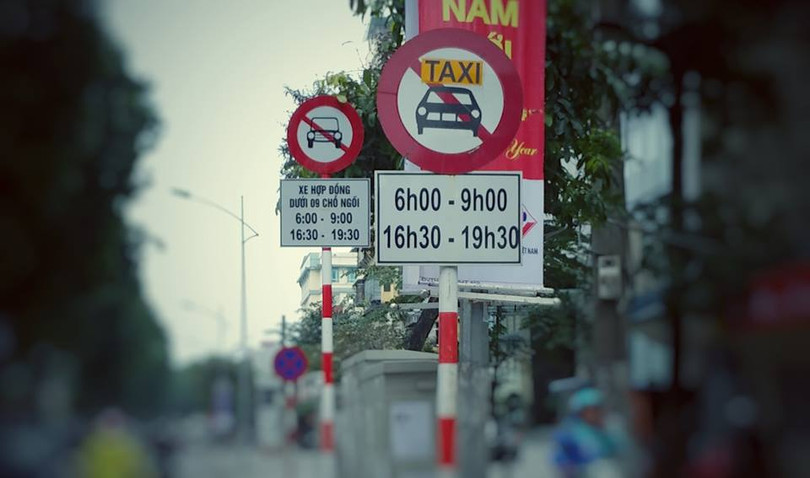 NĂM
Year
TAXI
6h00 - 9h00
16h30 - 19h30
XE HỢP ĐỒNG
DƯỚI 09 CHỖ NGỒI
6:00 - 9:00
16:30 - 19:30